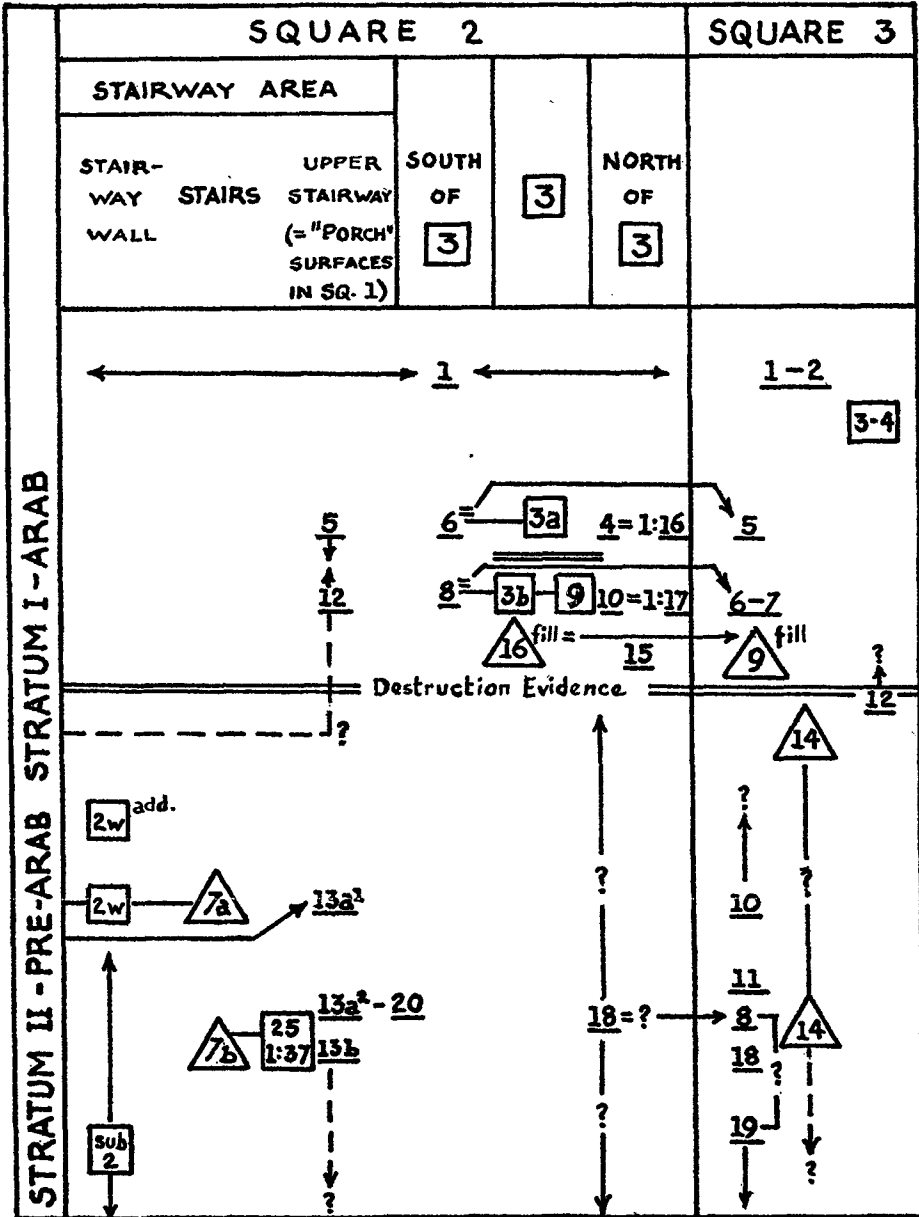 SQUARE 2
SQUARE 3
STAIRWAY AREA
STAIR-
WAY
WALL
STAIRS
UPPER
STAIRWAY
(="PORCH"
SURFACES
IN SQ. 1)
SOUTH
OF
3
3
NORTH
OF
3
STRATUM I - ARAB
1
1-2
3-4
5
6=
3a
4=1:16
5
12
8=
3b
9
10=1:17
6-7
16
fill=
15
9
fill
?
Destruction Evidence
12
?
14
2w
add.
?
?
?
2w
7a
13a¹
10
STRATUM II - PRE-ARAB
11
13a²-20
18=?
8
14
7b
25
1:37
13b
18
?
?
19
sub
2
?
?